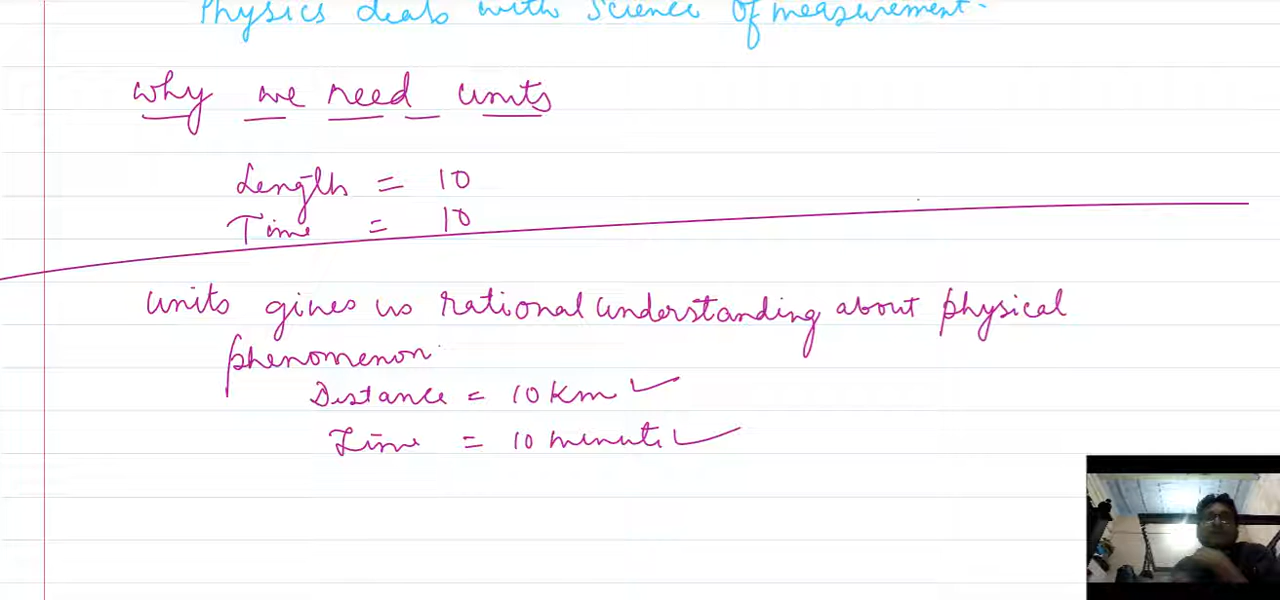 Physics deals with Science Of measurement.
why we need units
Length = 10
Time = 10
units gives us rational understanding about physical
phenomenon
Distance = 10 km
Time = 10 minute